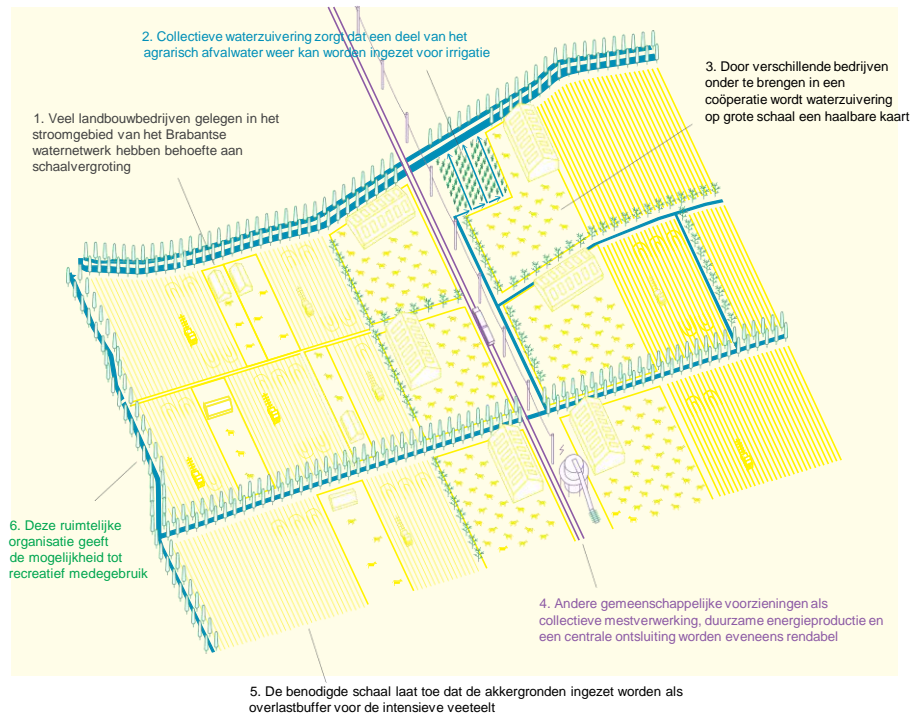 1. Veel landbouwbedrijven gelegen in het
stroomgebied van het Brabantse
waternetwerk hebben behoefte aan
schaalvergroting
2. Collectieve waterzuivering zorgt dat een deel van het
agrarisch afvalwater weer kan worden ingezet voor irrigatie
3. Door verschillende bedrijven
onder te brengen in een
coöperatie wordt waterzuivering
op grote schaal een haalbare kaart
4. Andere gemeenschappelijke voorzieningen als
collectieve mestverwerking, duurzame energieproductie en
een centrale ontsluiting worden eveneens rendabel
5. De benodigde schaal laat toe dat de akkergronden ingezet worden als
overlastbuffer voor de intensieve veeteelt
6. Deze ruimtelijke
organisatie geeft
de mogelijkheid tot
recreatief medegebruik